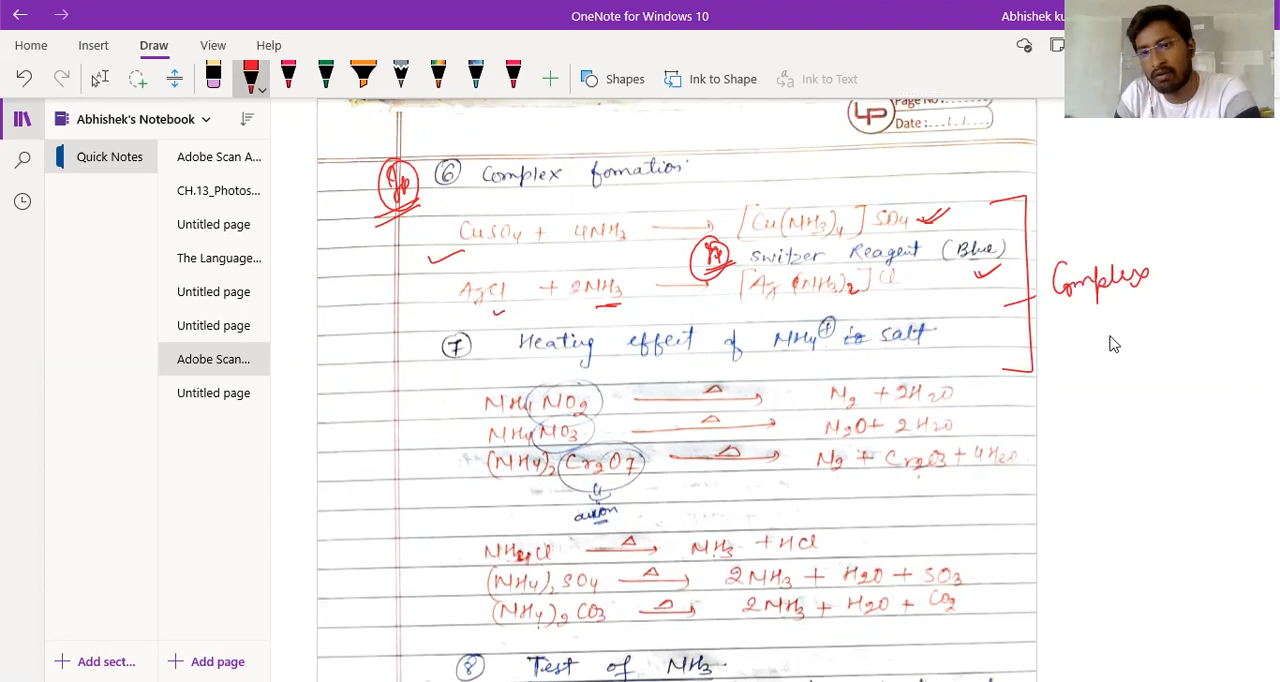 OneNote for Windows 10
Abhishek ku
Home Insert Draw View Help
Shapes Ink to Shape Ink to Text
Abhishek's Notebook
Quick Notes
Adobe Scan A...
CH.13_Photos...
Untitled page
The Language...
Untitled page
Untitled page
Adobe Scan...
Untitled page
Add sect... Add page
LP
Page No.
Date:
⑥ Complex fomation
CuSO4 + 4NH3 → [Cu(NH3)4]SO4
Switzer Reagent (Blue)
AgCl + 2NH3 → [Ag(NH3)2]Cl
Complex
⑦ Heating effect of NH4+ salt
NH4NO2 Δ→ N2 + 2H2O
NH4NO3 Δ→ N2O + 2H2O
(NH4)2Cr2O7 Δ→ N2 + Cr2O3 + 4H2O
anion
NH4Cl Δ→ NH3 + HCl
(NH4)2SO4 Δ→ 2NH3 + H2O + SO3
(NH4)2CO3 Δ→ 2NH3 + H2O + CO2
⑧ Test of NH3